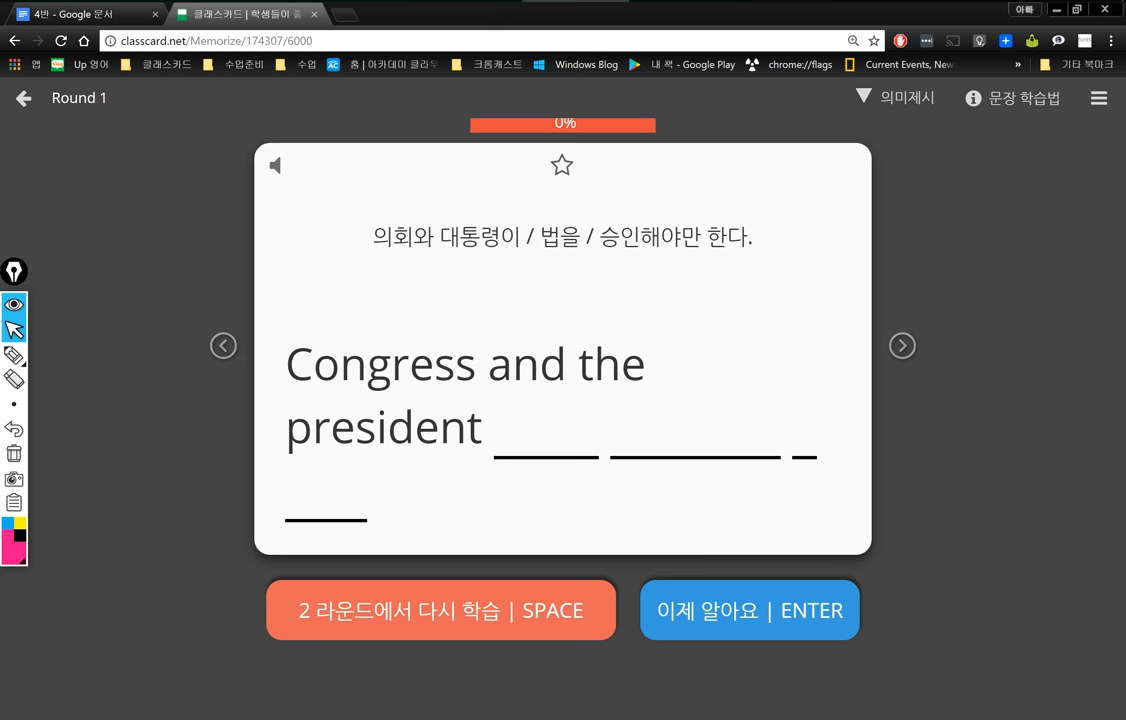 4반 - Google 문서
클래스카드 | 학생들이 좋
아빠
classcard.net/Memorize/174307/6000
앱
Up 영어
클래스카드
수업준비
수업
홈 | 아카데미 클라우
크롬캐스트
Windows Blog
내 책 - Google Play
chrome://flags
Current Events, New
»
기타 북마크
Round 1
의미제시
문장 학습법
0%
의회와 대통령이 / 법을 / 승인해야만 한다.
Congress and the
president
2 라운드에서 다시 학습 | SPACE
이제 알아요 | ENTER